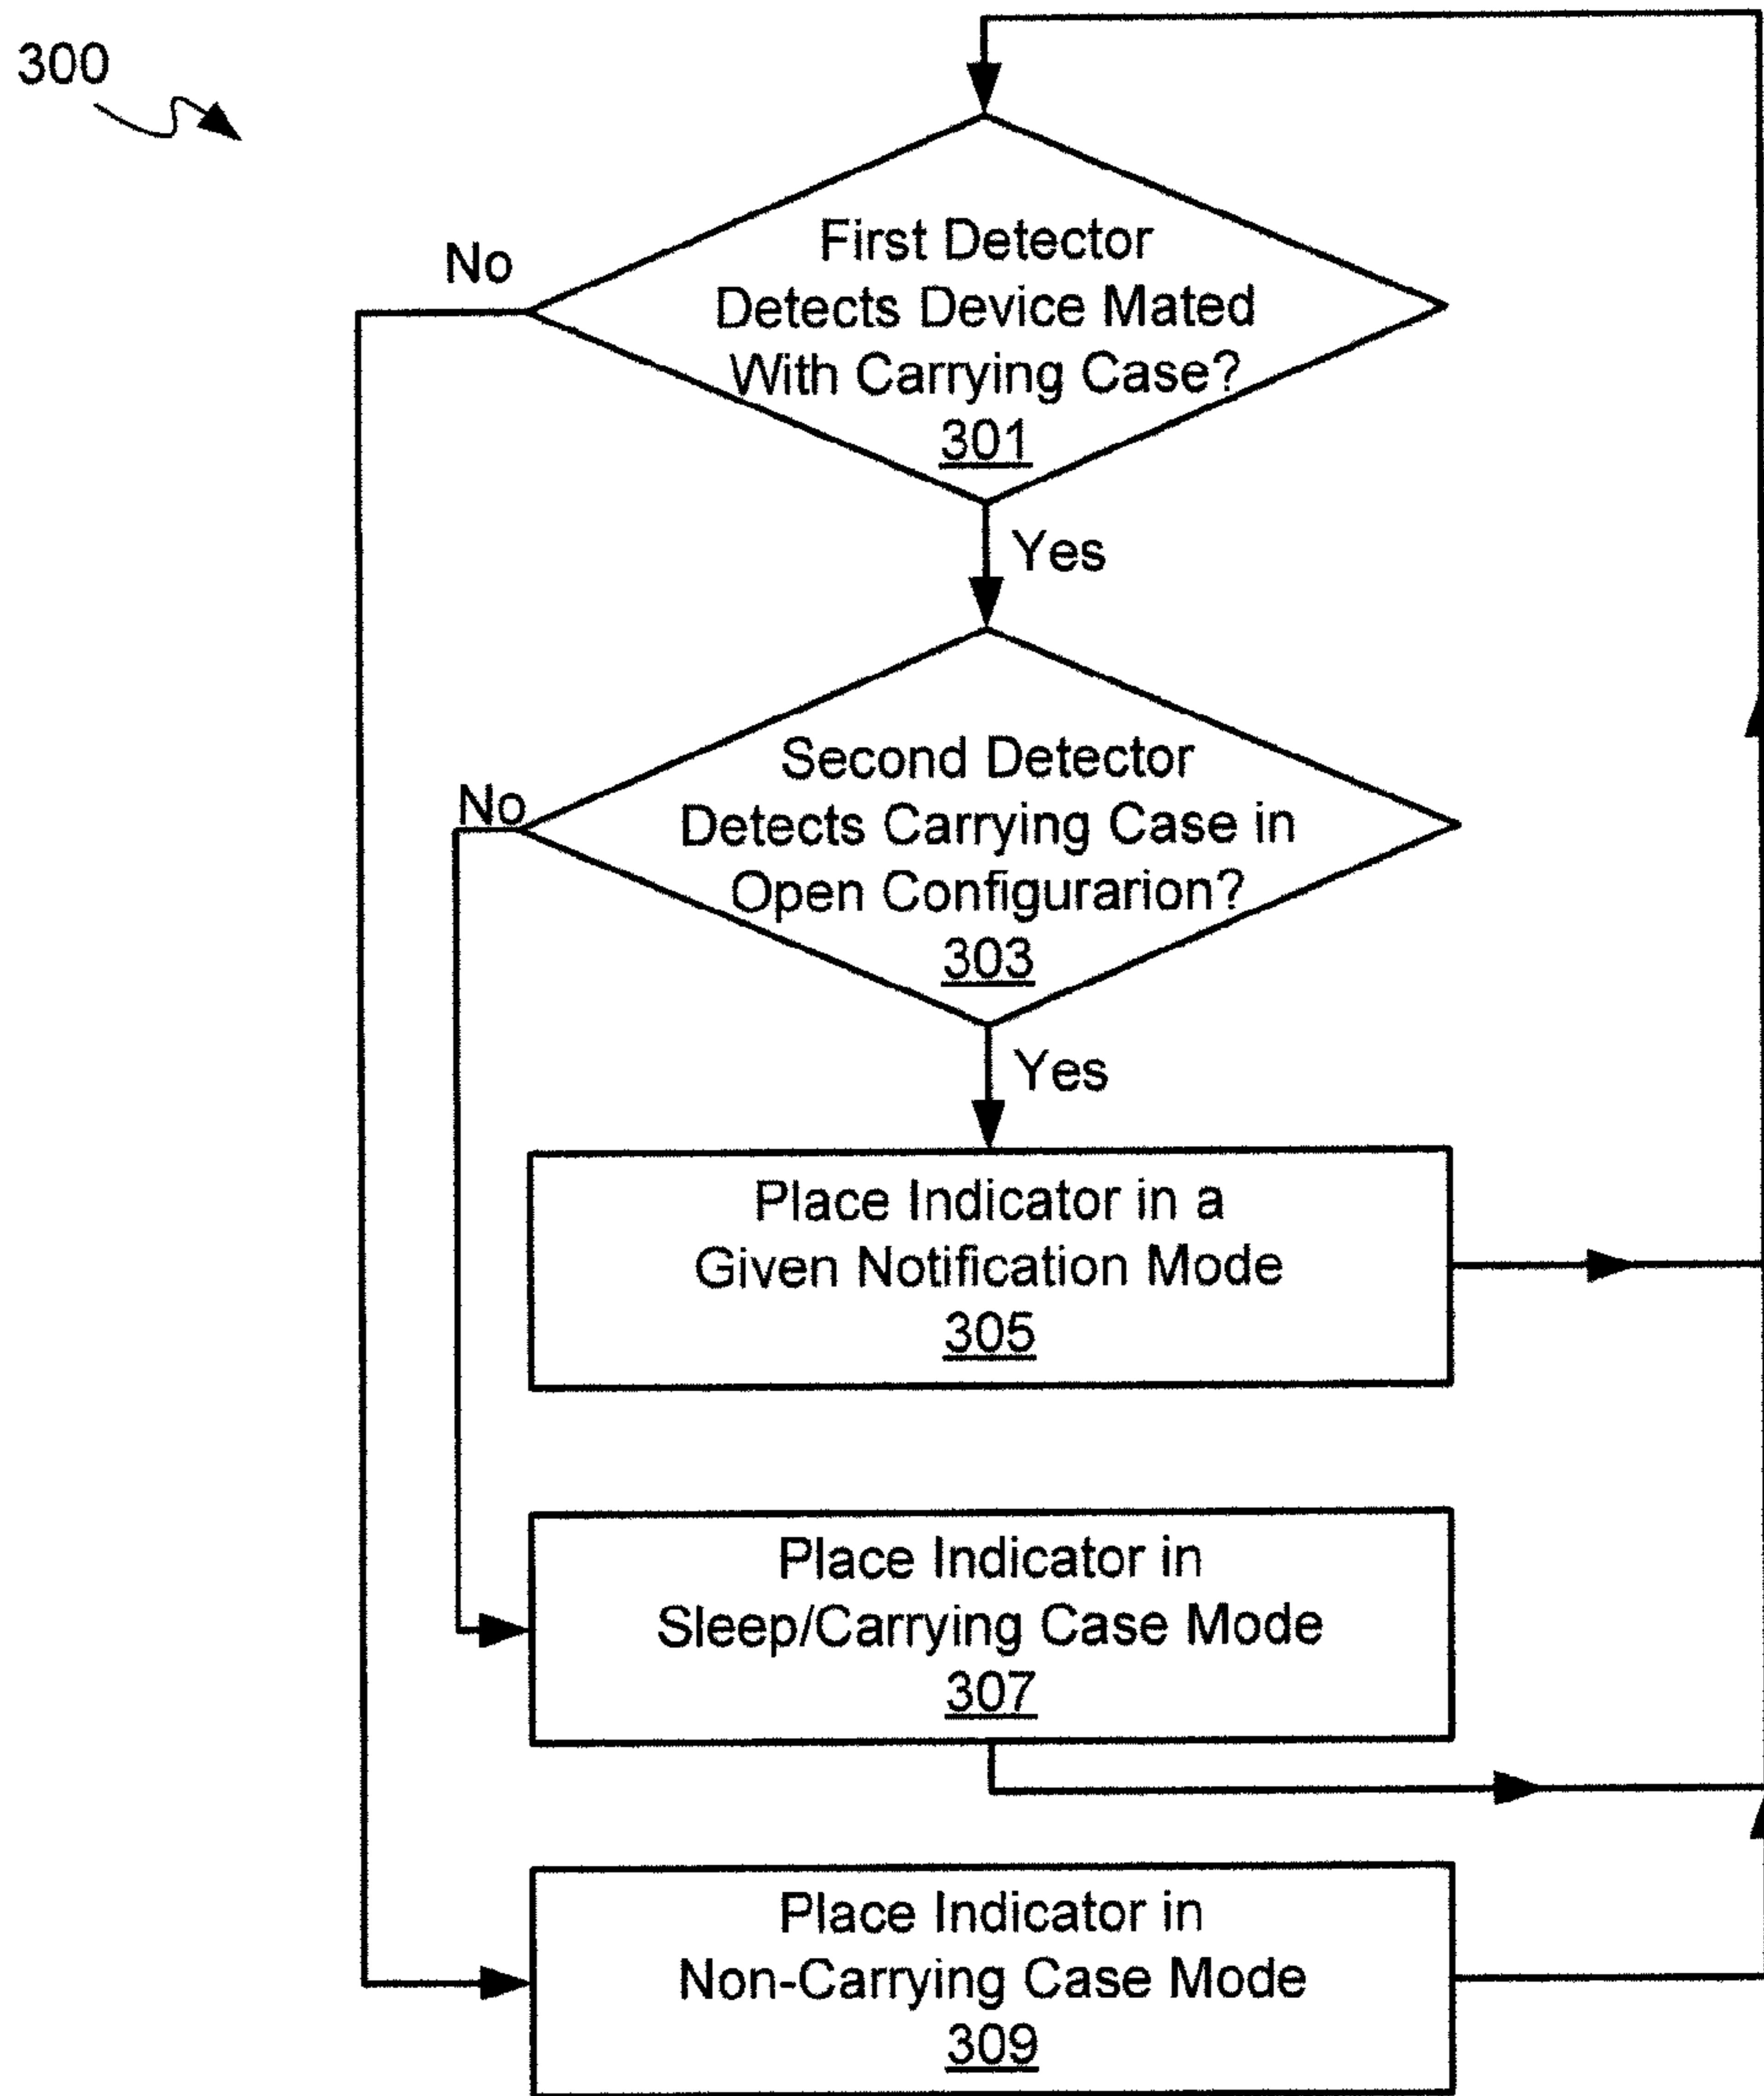 300
First Detector
Detects Device Mated
With Carrying Case?
301
No
Yes
Second Detector
Detects Carrying Case in
Open Configurarion?
303
No
Yes
Place Indicator in a
Given Notification Mode
305
Place Indicator in
Sleep/Carrying Case Mode
307
Place Indicator in
Non-Carrying Case Mode
309